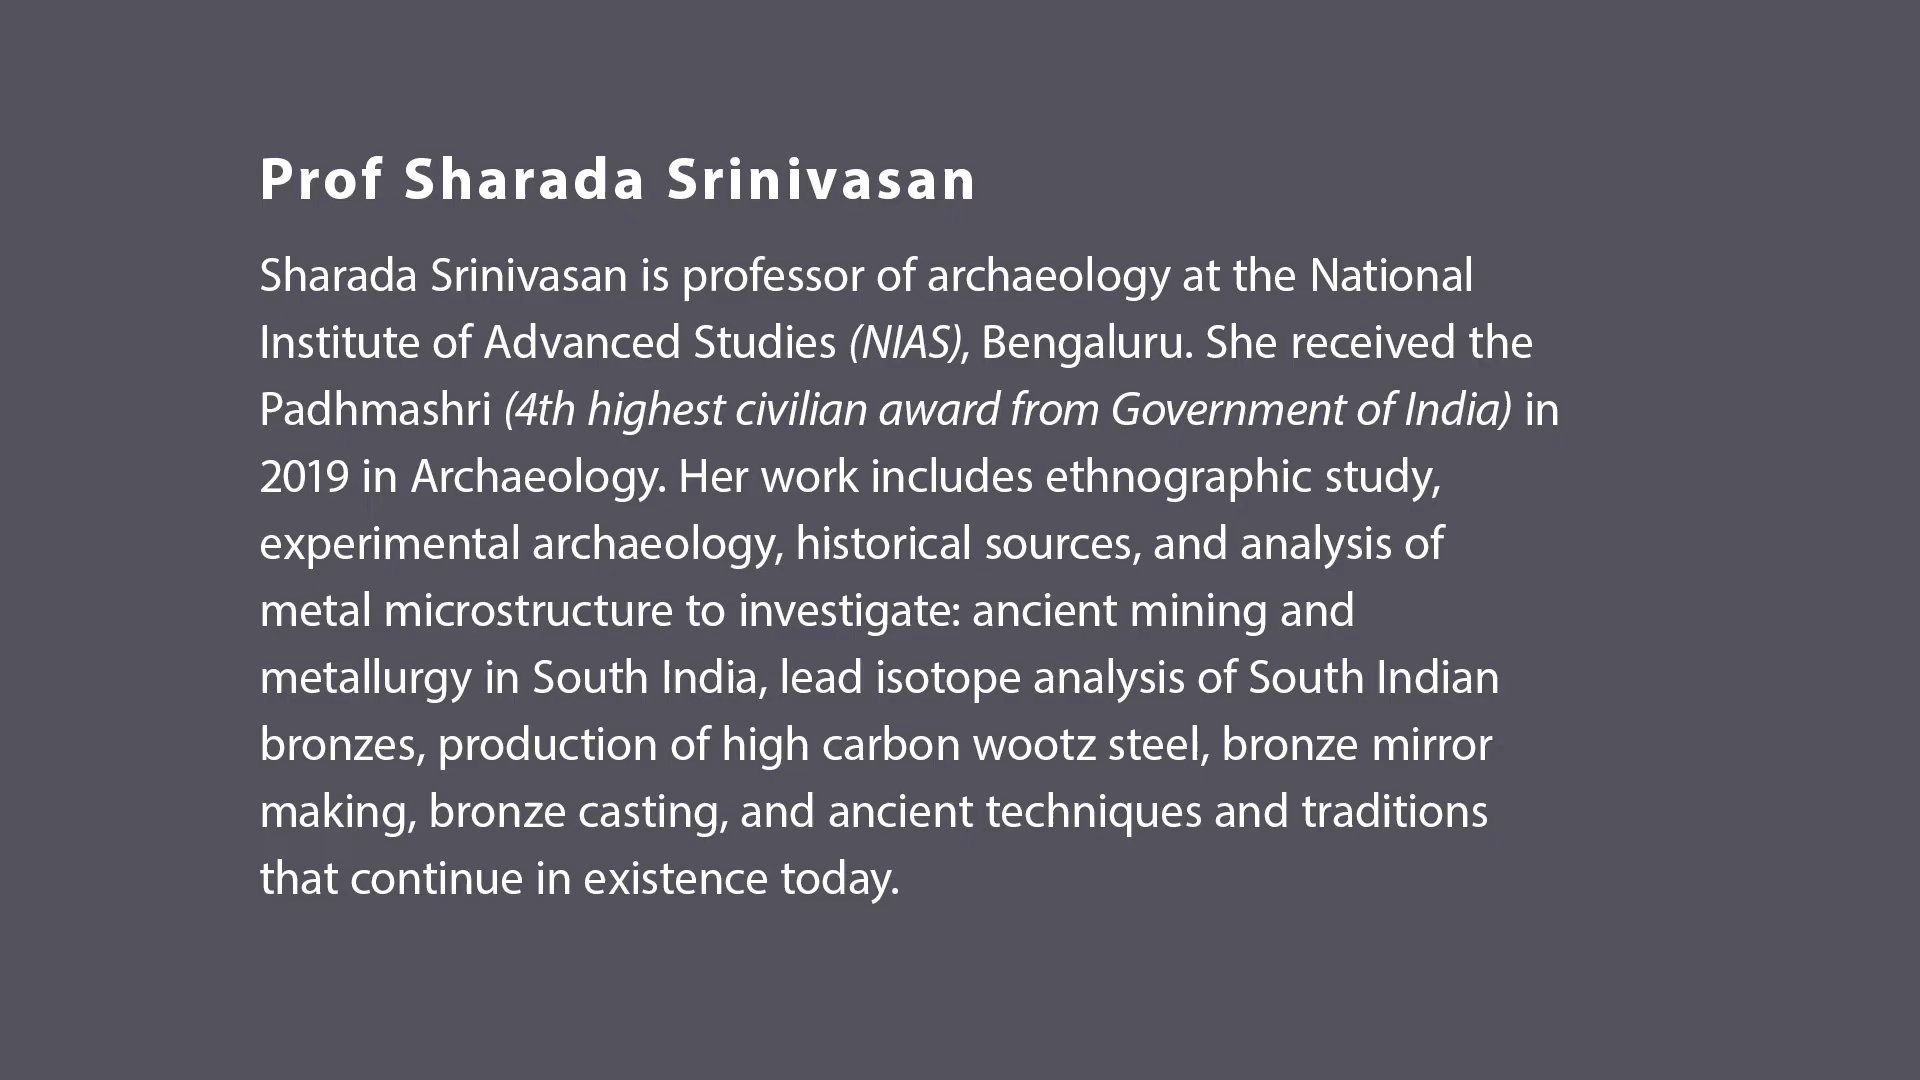 Prof Sharada Srinivasan
Sharada Srinivasan is professor of archaeology at the National
Institute of Advanced Studies (NIAS), Bengaluru. She received the
Padhmashri (4th highest civilian award from Government of India) in
2019 in Archaeology. Her work includes ethnographic study,
experimental archaeology, historical sources, and analysis of
metal microstructure to investigate: ancient mining and
metallurgy in South India, lead isotope analysis of South Indian
bronzes, production of high carbon wootz steel, bronze mirror
making, bronze casting, and ancient techniques and traditions
that continue in existence today.